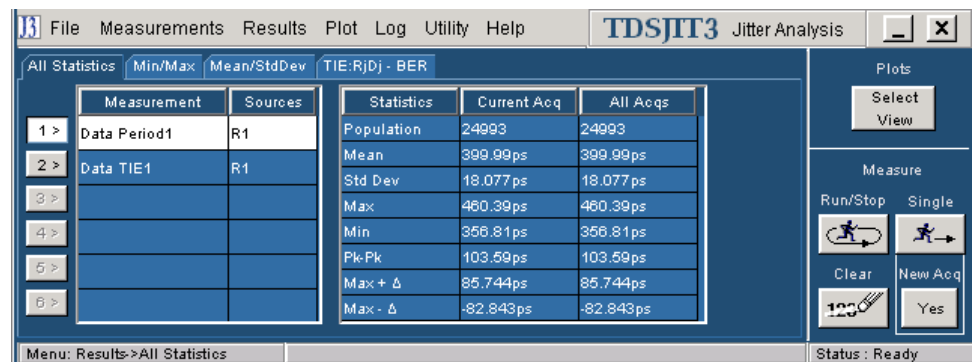 J3 File Measurements Results Plot Log Utility Help TDSJIT3 Jitter Analysis
All Statistics Min/Max Mean/StdDev TIE:RjDj - BER
Measurement Sources
1 > Data Period1 R1
2 > Data TIE1 R1
3 >
4 >
5 >
6 >
Statistics Current Acq All Acqs
Population 24993 24993
Mean 399.99ps 399.99ps
Std Dev 18.077ps 18.077ps
Max 460.39ps 460.39ps
Min 356.81ps 356.81ps
Pk-Pk 103.59ps 103.59ps
Max + Δ 85.744ps 85.744ps
Max - Δ -82.843ps -82.843ps
Plots
Select
View
Measure
Run/Stop Single
Clear New Acq
123 Yes
Menu: Results->All Statistics
Status : Ready